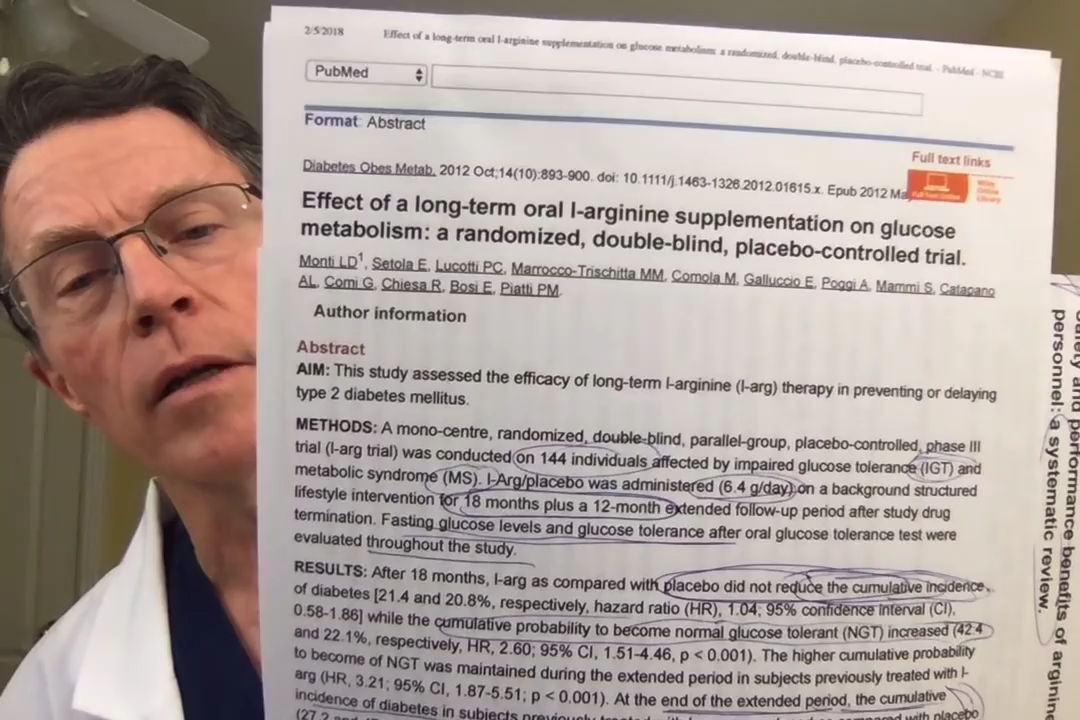 2/5/2018 Effect of a long-term oral l-arginine supplementation on glucose metabolism: a randomized, double-blind, placebo-controlled trial. - PubMed - NCBI
PubMed
Format: Abstract
Full text links
Diabetes Obes Metab. 2012 Oct;14(10):893-900. doi: 10.1111/j.1463-1326.2012.01615.x. Epub 2012 Ma
Wiley
Online
Library
Effect of a long-term oral l-arginine supplementation on glucose
metabolism: a randomized, double-blind, placebo-controlled trial.
Monti LD1, Setola E, Lucotti PC, Marrocco-Trischitta MM, Comola M, Galluccio E, Poggi A, Mammi S, Catapano
AL, Comi G, Chiesa R, Bosi E, Piatti PM.
Author information
Abstract
AIM: This study assessed the efficacy of long-term l-arginine (l-arg) therapy in preventing or delaying
type 2 diabetes mellitus.
METHODS: A mono-centre, randomized, double-blind, parallel-group, placebo-controlled, phase III
trial (l-arg trial) was conducted on 144 individuals affected by impaired glucose tolerance (IGT) and
metabolic syndrome (MS). l-Arg/placebo was administered (6.4 g/day) on a background structured
lifestyle intervention for 18 months plus a 12-month extended follow-up period after study drug
termination. Fasting glucose levels and glucose tolerance after oral glucose tolerance test were
evaluated throughout the study.
RESULTS: After 18 months, l-arg as compared with placebo did not reduce the cumulative incidence
of diabetes [21.4 and 20.8%, respectively, hazard ratio (HR), 1.04; 95% confidence interval (CI),
0.58-1.86] while the cumulative probability to become normal glucose tolerant (NGT) increased (42.4
and 22.1%, respectively, HR, 2.60; 95% CI, 1.51-4.46, p < 0.001). The higher cumulative probability
to become of NGT was maintained during the extended period in subjects previously treated with l-
arg (HR, 3.21; 95% CI, 1.87-5.51; p < 0.001). At the end of the extended period, the cumulative
incidence of diabetes in subjects previously treated with placebo
(27.2 and
Safety and performance benefits of arginine
personnel: a systematic review.